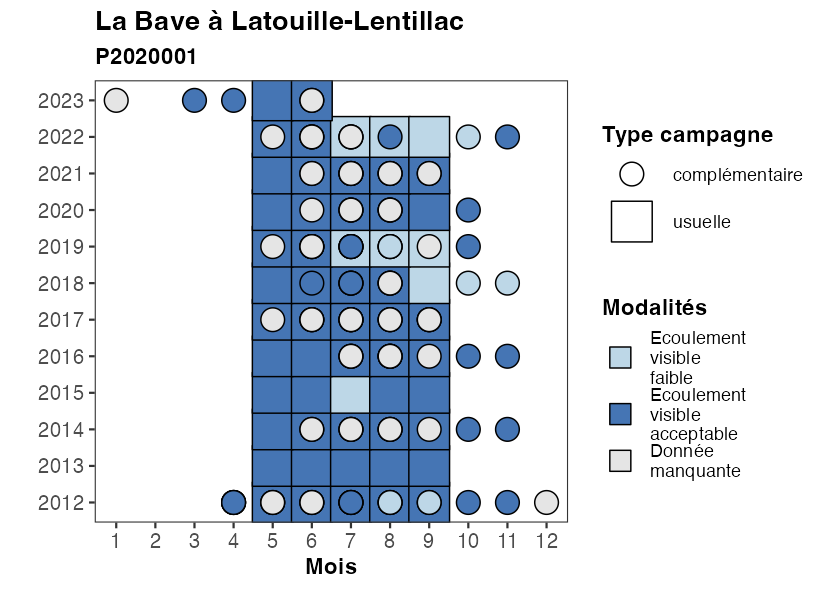 La Bave à Latouille-Lentillac
P2020001
2023
2022
2021
2020
2019
2018
2017
2016
2015
2014
2013
2012
1 2 3 4 5 6 7 8 9 10 11 12
Mois
Type campagne
complémentaire
usuelle
Modalités
Ecoulement
visible
faible
Ecoulement
visible
acceptable
Donnée
manquante